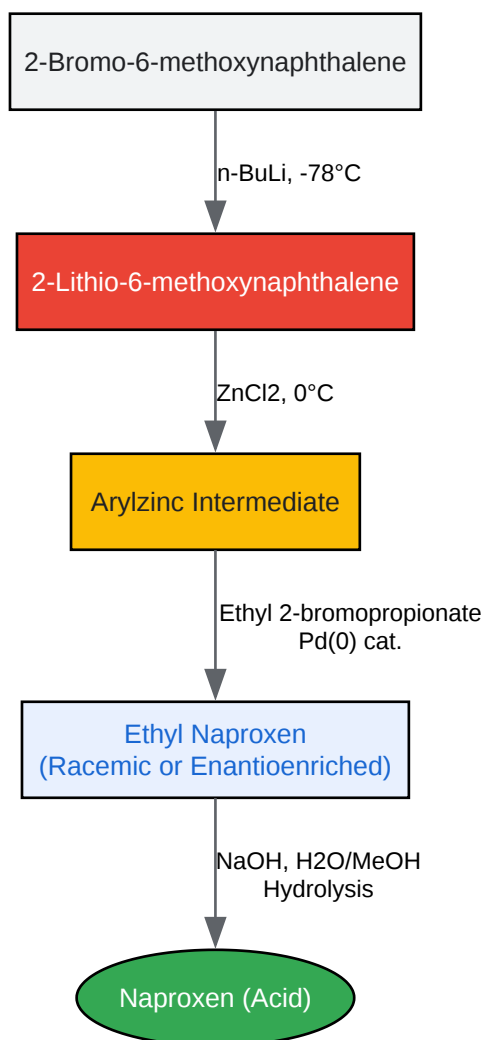 2-Bromo-6-methoxynaphthalene
n-BuLi, -78°C
2-Lithio-6-methoxynaphthalene
ZnCl2, 0°C
Arylzinc Intermediate
Ethyl 2-bromopropionate
Pd(0) cat.
Ethyl Naproxen
(Racemic or Enantioenriched)
NaOH, H2O/MeOH
Hydrolysis
Naproxen (Acid)